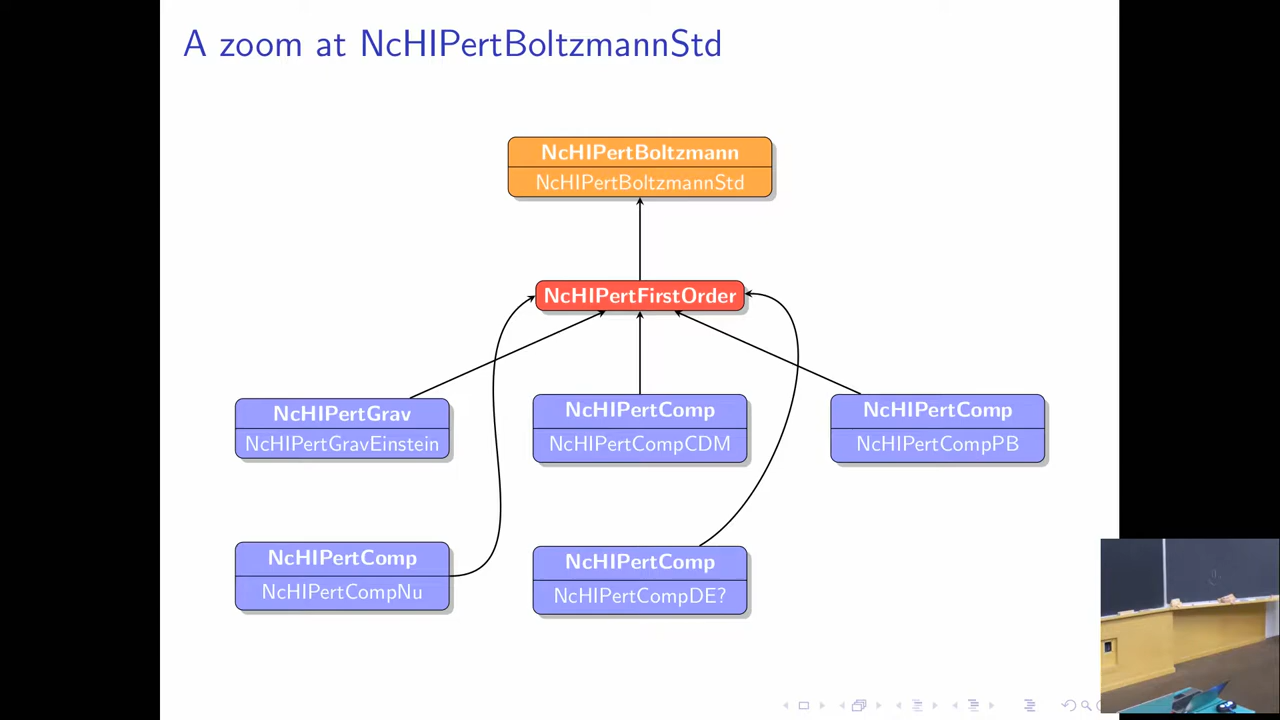 A zoom at NcHIPertBoltzmannStd
NcHIPertBoltzmann
NcHIPertBoltzmannStd
NcHIPertFirstOrder
NcHIPertGrav
NcHIPertGravEinstein
NcHIPertComp
NcHIPertCompCDM
NcHIPertComp
NcHIPertCompPB
NcHIPertComp
NcHIPertCompNu
NcHIPertComp
NcHIPertCompDE?